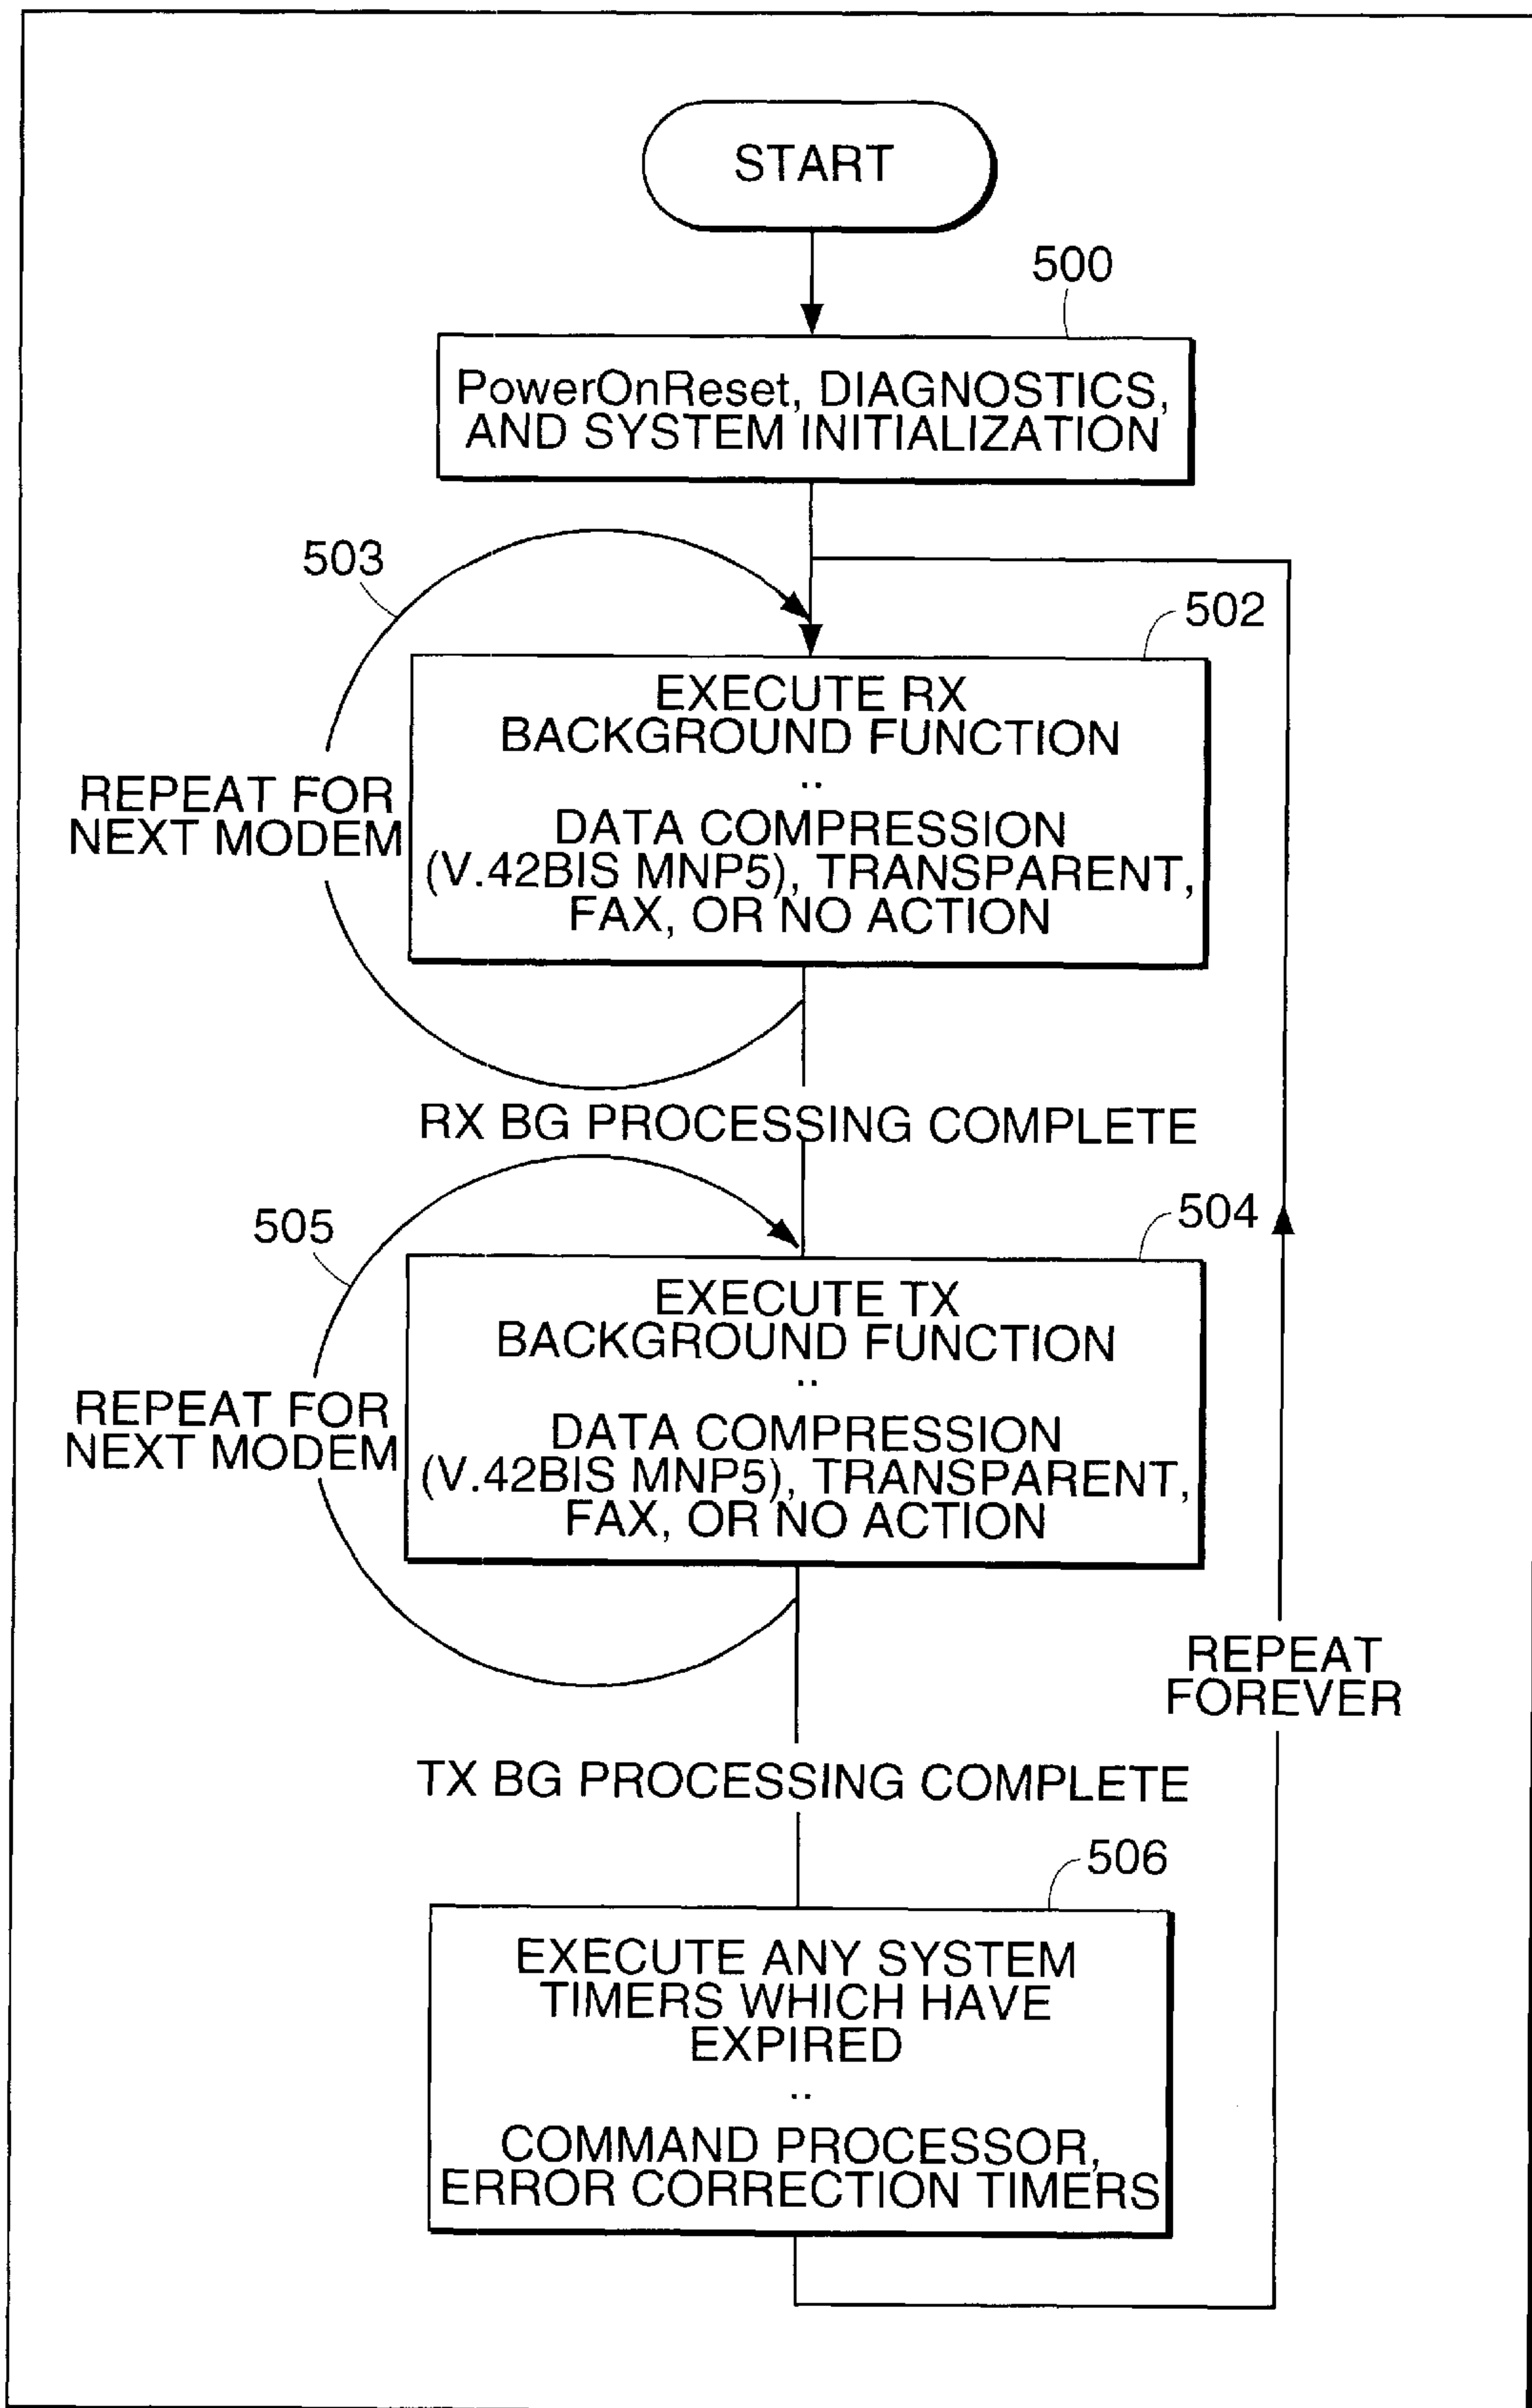 START
500
PowerOnReset, DIAGNOSTICS,
AND SYSTEM INITIALIZATION
503
502
EXECUTE RX
BACKGROUND FUNCTION
..
DATA COMPRESSION
(V.42BIS MNP5), TRANSPARENT,
FAX, OR NO ACTION
REPEAT FOR
NEXT MODEM
RX BG PROCESSING COMPLETE
505
504
EXECUTE TX
BACKGROUND FUNCTION
..
DATA COMPRESSION
(V.42BIS MNP5), TRANSPARENT,
FAX, OR NO ACTION
REPEAT FOR
NEXT MODEM
REPEAT
FOREVER
TX BG PROCESSING COMPLETE
506
EXECUTE ANY SYSTEM
TIMERS WHICH HAVE
EXPIRED
..
COMMAND PROCESSOR,
ERROR CORRECTION TIMERS